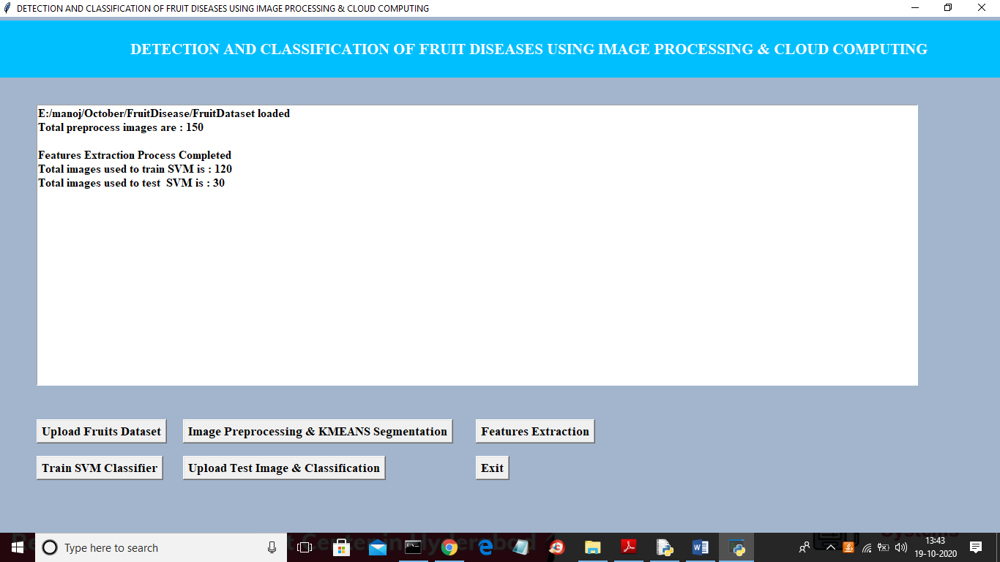 DETECTION AND CLASSIFICATION OF FRUIT DISEASES USING IMAGE PROCESSING & CLOUD COMPUTING
DETECTION AND CLASSIFICATION OF FRUIT DISEASES USING IMAGE PROCESSING & CLOUD COMPUTING
E:/manoj/October/FruitDisease/FruitDataset loaded
Total preprocess images are : 150
Features Extraction Process Completed
Total images used to train SVM is : 120
Total images used to test  SVM is : 30
Upload Fruits Dataset
Image Preprocessing & KMEANS Segmentation
Features Extraction
Train SVM Classifier
Upload Test Image & Classification
Exit
Type here to search
Systems
13:43
19-10-2020